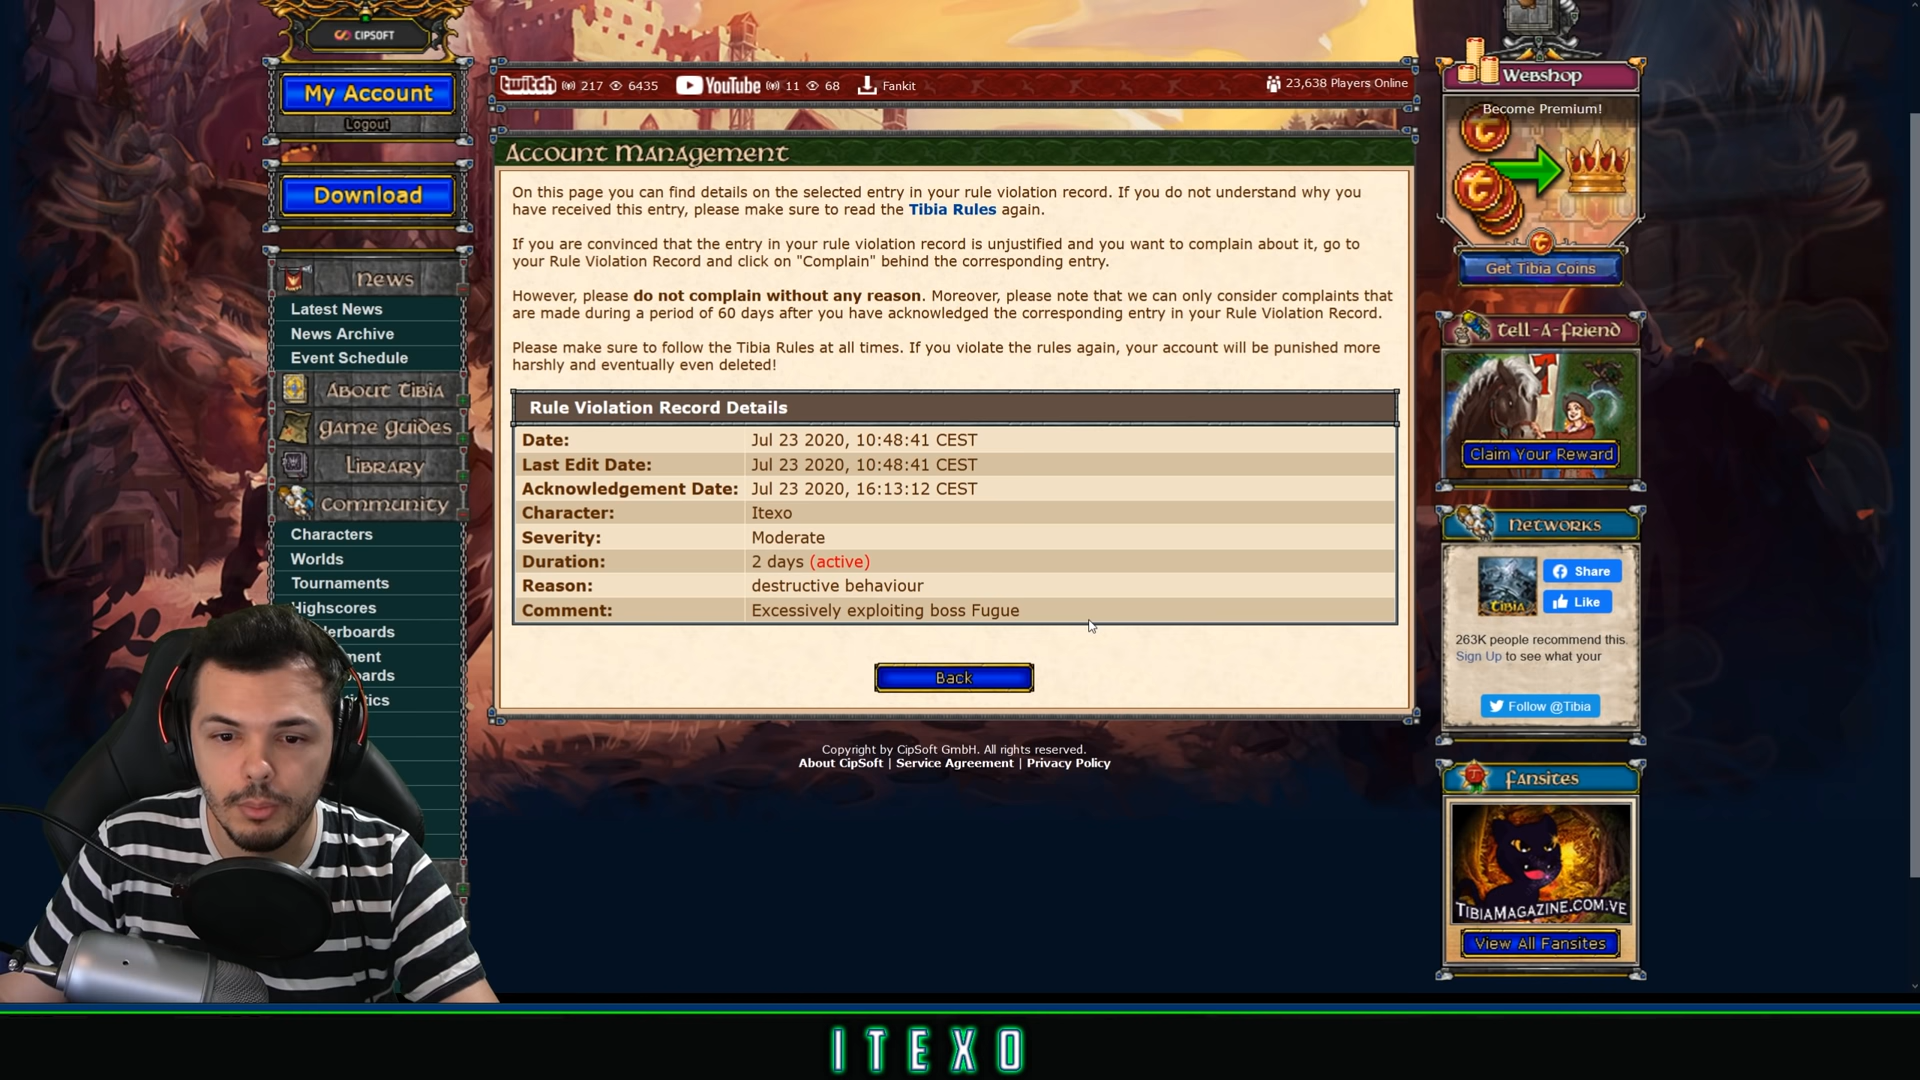 CIPSOFT
My Account
Logout
Download
News
Latest News
News Archive
Event Schedule
About Tibia
Game Guides
Library
Community
Characters
Worlds
Tournaments
Highscores
erboards
ment
oards
tistics
twitch 217 6435 YouTube 11 68 Fankit 23,638 Players Online
Account Management
On this page you can find details on the selected entry in your rule violation record. If you do not understand why you
have received this entry, please make sure to read the Tibia Rules again.
If you are convinced that the entry in your rule violation record is unjustified and you want to complain about it, go to
your Rule Violation Record and click on "Complain" behind the corresponding entry.
However, please do not complain without any reason. Moreover, please note that we can only consider complaints that
are made during a period of 60 days after you have acknowledged the corresponding entry in your Rule Violation Record.
Please make sure to follow the Tibia Rules at all times. If you violate the rules again, your account will be punished more
harshly and eventually even deleted!
Rule Violation Record Details
Date: Jul 23 2020, 10:48:41 CEST
Last Edit Date: Jul 23 2020, 10:48:41 CEST
Acknowledgement Date: Jul 23 2020, 16:13:12 CEST
Character: Itexo
Severity: Moderate
Duration: 2 days (active)
Reason: destructive behaviour
Comment: Excessively exploiting boss Fugue
Back
Copyright by CipSoft GmbH. All rights reserved.
About CipSoft | Service Agreement | Privacy Policy
Webshop
Become Premium!
Get Tibia Coins
Tell-A-Friend
Claim Your Reward
Networks
TIBIA
Share
Like
263K people recommend this.
Sign Up to see what your
Follow @Tibia
Fansites
TIBIAMAGAZINE.COM.VE
View All Fansites
ITEXO